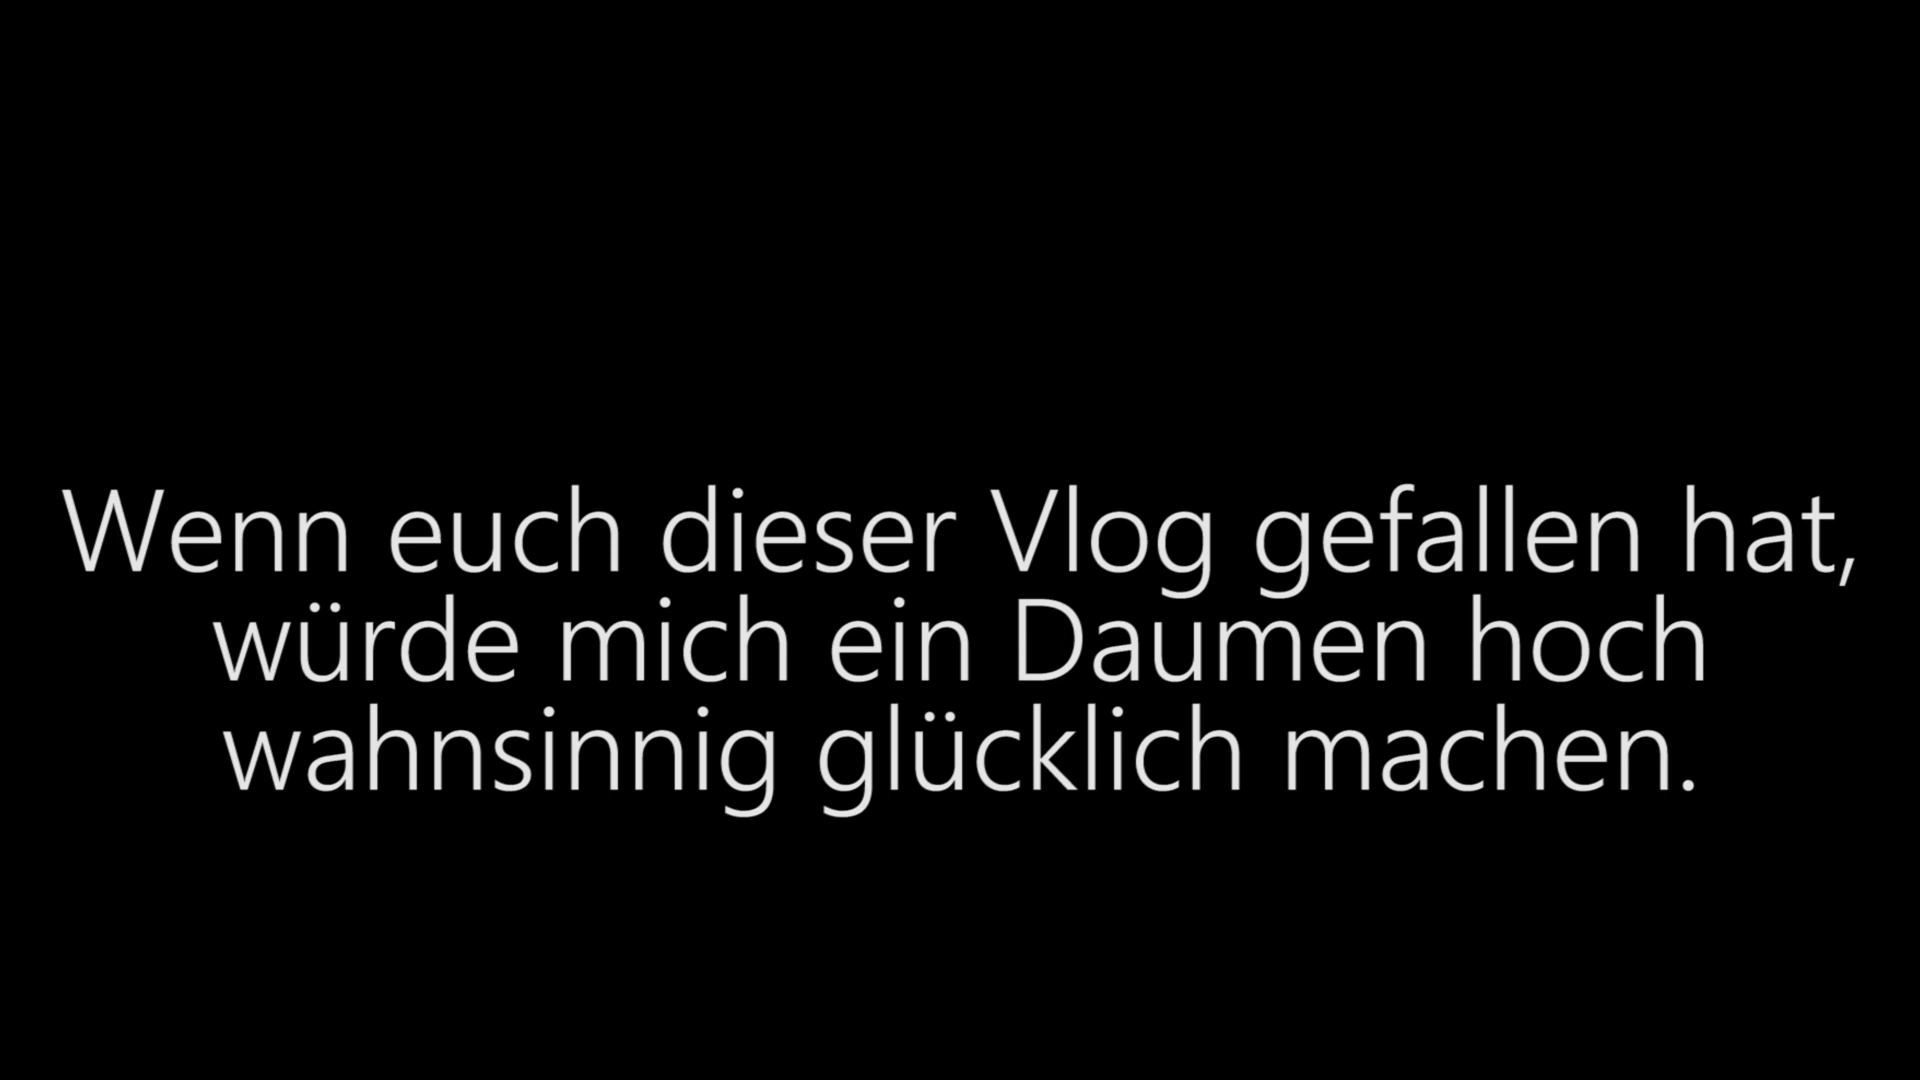 Wenn euch dieser Vlog gefallen hat,
würde mich ein Daumen hoch
wahnsinnig glücklich machen.